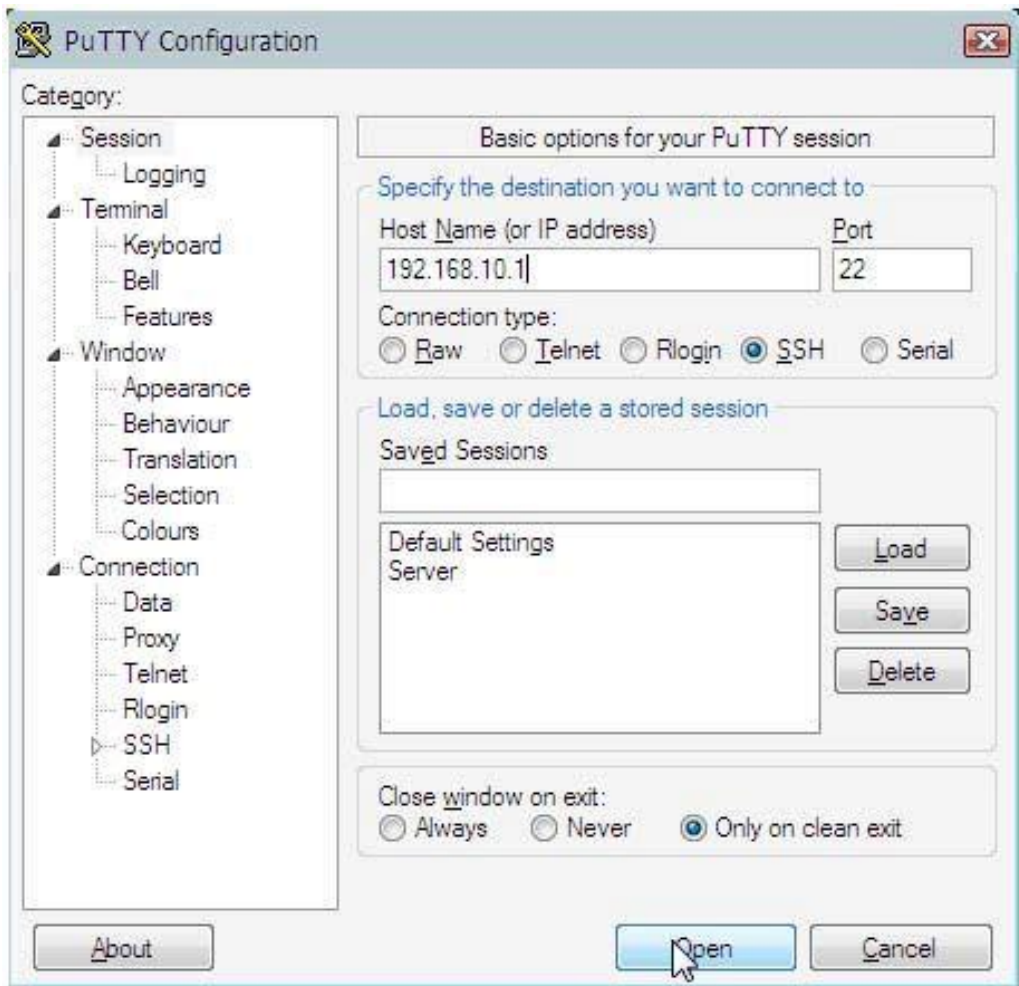 PuTTY Configuration
Category:
Session
Logging
Terminal
Keyboard
Bell
Features
Window
Appearance
Behaviour
Translation
Selection
Colours
Connection
Data
Proxy
Telnet
Rlogin
SSH
Serial
Basic options for your PuTTY session
Specify the destination you want to connect to
Host Name (or IP address) Port
192.168.10.1 22
Connection type:
Raw Telnet Rlogin SSH Serial
Load, save or delete a stored session
Saved Sessions
Default Settings
Server
Load
Save
Delete
Close window on exit:
Always Never Only on clean exit
About Open Cancel